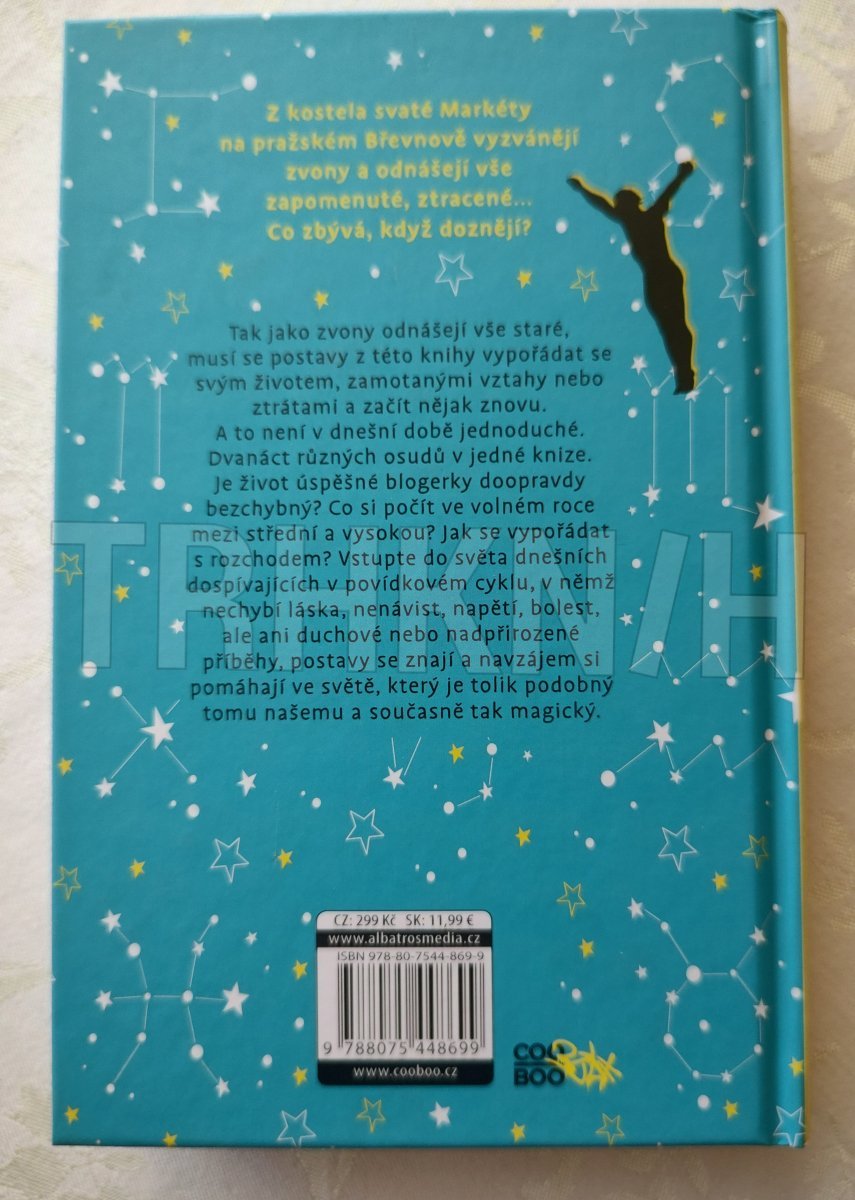 Z kostela svaté Markéty
na pražském Břevnově vyzvánějí
zvony a odnášejí vše
zapomenuté, ztracené...
Co zbývá, když doznějí?
Tak jako zvony odnášejí vše staré,
musí se postavy z této knihy vypořádat se
svým životem, zamotanými vztahy nebo
ztrátami a začít nějak znovu.
A to není v dnešní době jednoduché.
Dvanáct různých osudů v jedné knize.
Je život úspěšné blogerky doopravdy
bezchybný? Co si počít ve volném roce
mezi střední a vysokou? Jak se vypořádat
s rozchodem? Vstupte do světa dnešních
dospívajících v povídkovém cyklu, v němž
nechybí láska, nenávist, napětí, bolest,
ale ani duchové nebo nadpřirozené
příběhy, postavy se znají a navzájem si
pomáhají ve světě, který je tolik podobný
tomu našemu a současně tak magický.
TRHKN/H
CZ: 299 Kč SK: 11,99 €
www.albatrosmedia.cz
ISBN 978-80-7544-869-9
9 788075 448699
www.cooboo.cz
COO
BOO